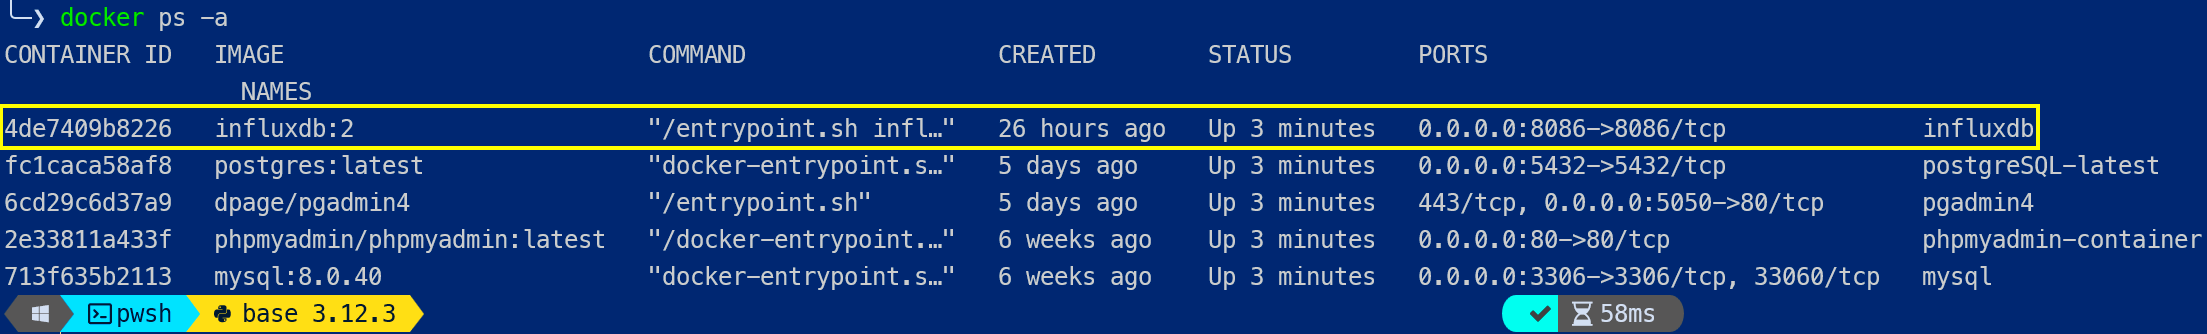 ❯ docker ps -a
CONTAINER ID   IMAGE                          COMMAND                  CREATED        STATUS         PORTS
                 NAMES
4de7409b8226   influxdb:2                     "/entrypoint.sh infl…"   26 hours ago   Up 3 minutes   0.0.0.0:8086->8086/tcp              influxdb
fc1caca58af8   postgres:latest                "docker-entrypoint.s…"   5 days ago     Up 3 minutes   0.0.0.0:5432->5432/tcp              postgreSQL-latest
6cd29c6d37a9   dpage/pgadmin4                 "/entrypoint.sh"         5 days ago     Up 3 minutes   443/tcp, 0.0.0.0:5050->80/tcp       pgadmin4
2e33811a433f   phpmyadmin/phpmyadmin:latest   "/docker-entrypoint.…"   6 weeks ago    Up 3 minutes   0.0.0.0:80->80/tcp                  phpmyadmin-container
713f635b2113   mysql:8.0.40                   "docker-entrypoint.s…"   6 weeks ago    Up 3 minutes   0.0.0.0:3306->3306/tcp, 33060/tcp   mysql
pwsh   base 3.12.3   58ms